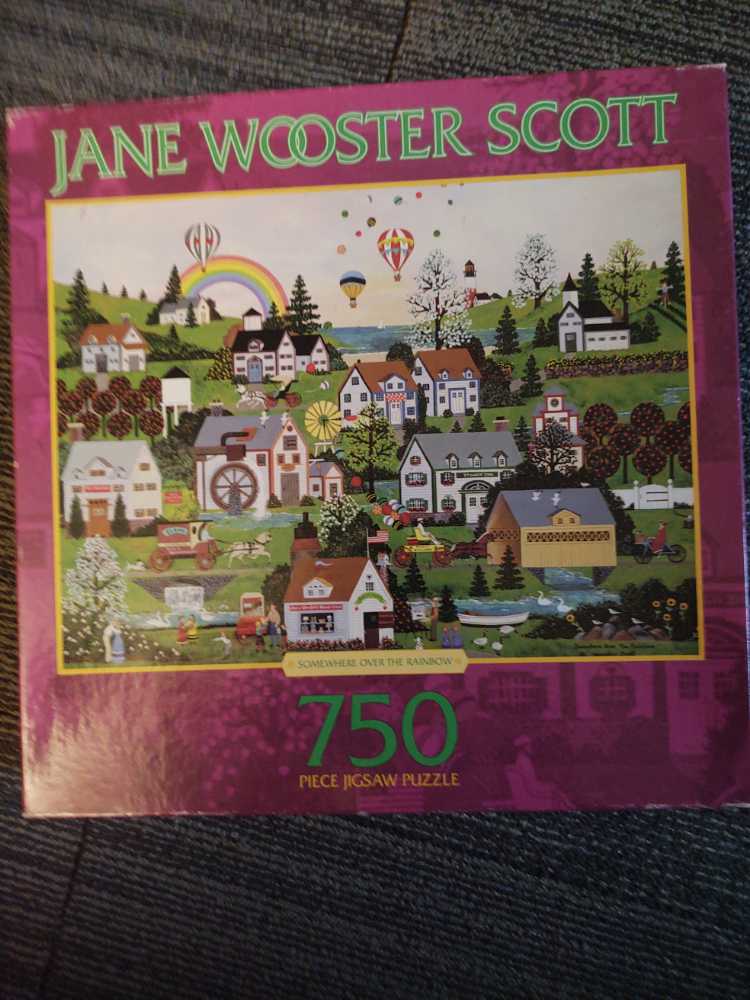 JANE WOOSTER SCOTT
SOMEWHERE OVER THE RAINBOW
750
PIECE JIGSAW PUZZLE